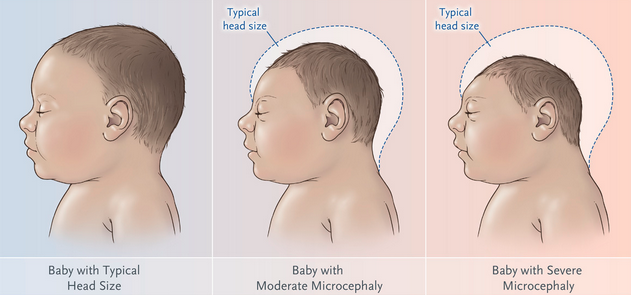 Typical
head size
Typical
head size
Baby with Typical
Head Size
Baby with
Moderate Microcephaly
Baby with Severe
Microcephaly